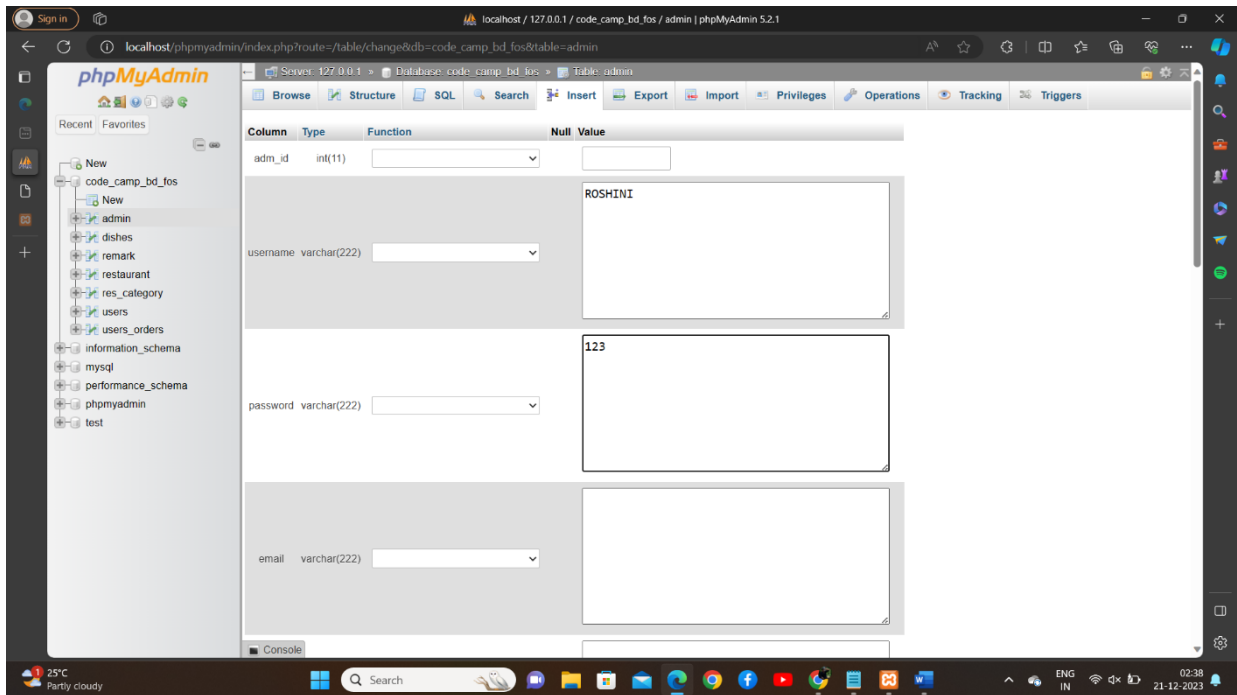 Sign in
localhost / 127.0.0.1 / code_camp_bd_fos / admin | phpMyAdmin 5.2.1
localhost/phpmyadmin/index.php?route=/table/change&db=code_camp_bd_fos&table=admin
phpMyAdmin
Recent Favorites
New
code_camp_bd_fos
New
admin
dishes
remark
restaurant
res_category
users
users_orders
information_schema
mysql
performance_schema
phpmyadmin
test
Server: 127.0.0.1 » Database: code_camp_bd_fos » Table: admin
Browse Structure SQL Search Insert Export Import Privileges Operations Tracking Triggers
Column Type Function Null Value
adm_id int(11)
username varchar(222) ROSHINI
password varchar(222) 123
email varchar(222)
Console
1 25°C
Partly cloudy
Search
ENG
IN
02:38
21-12-2023